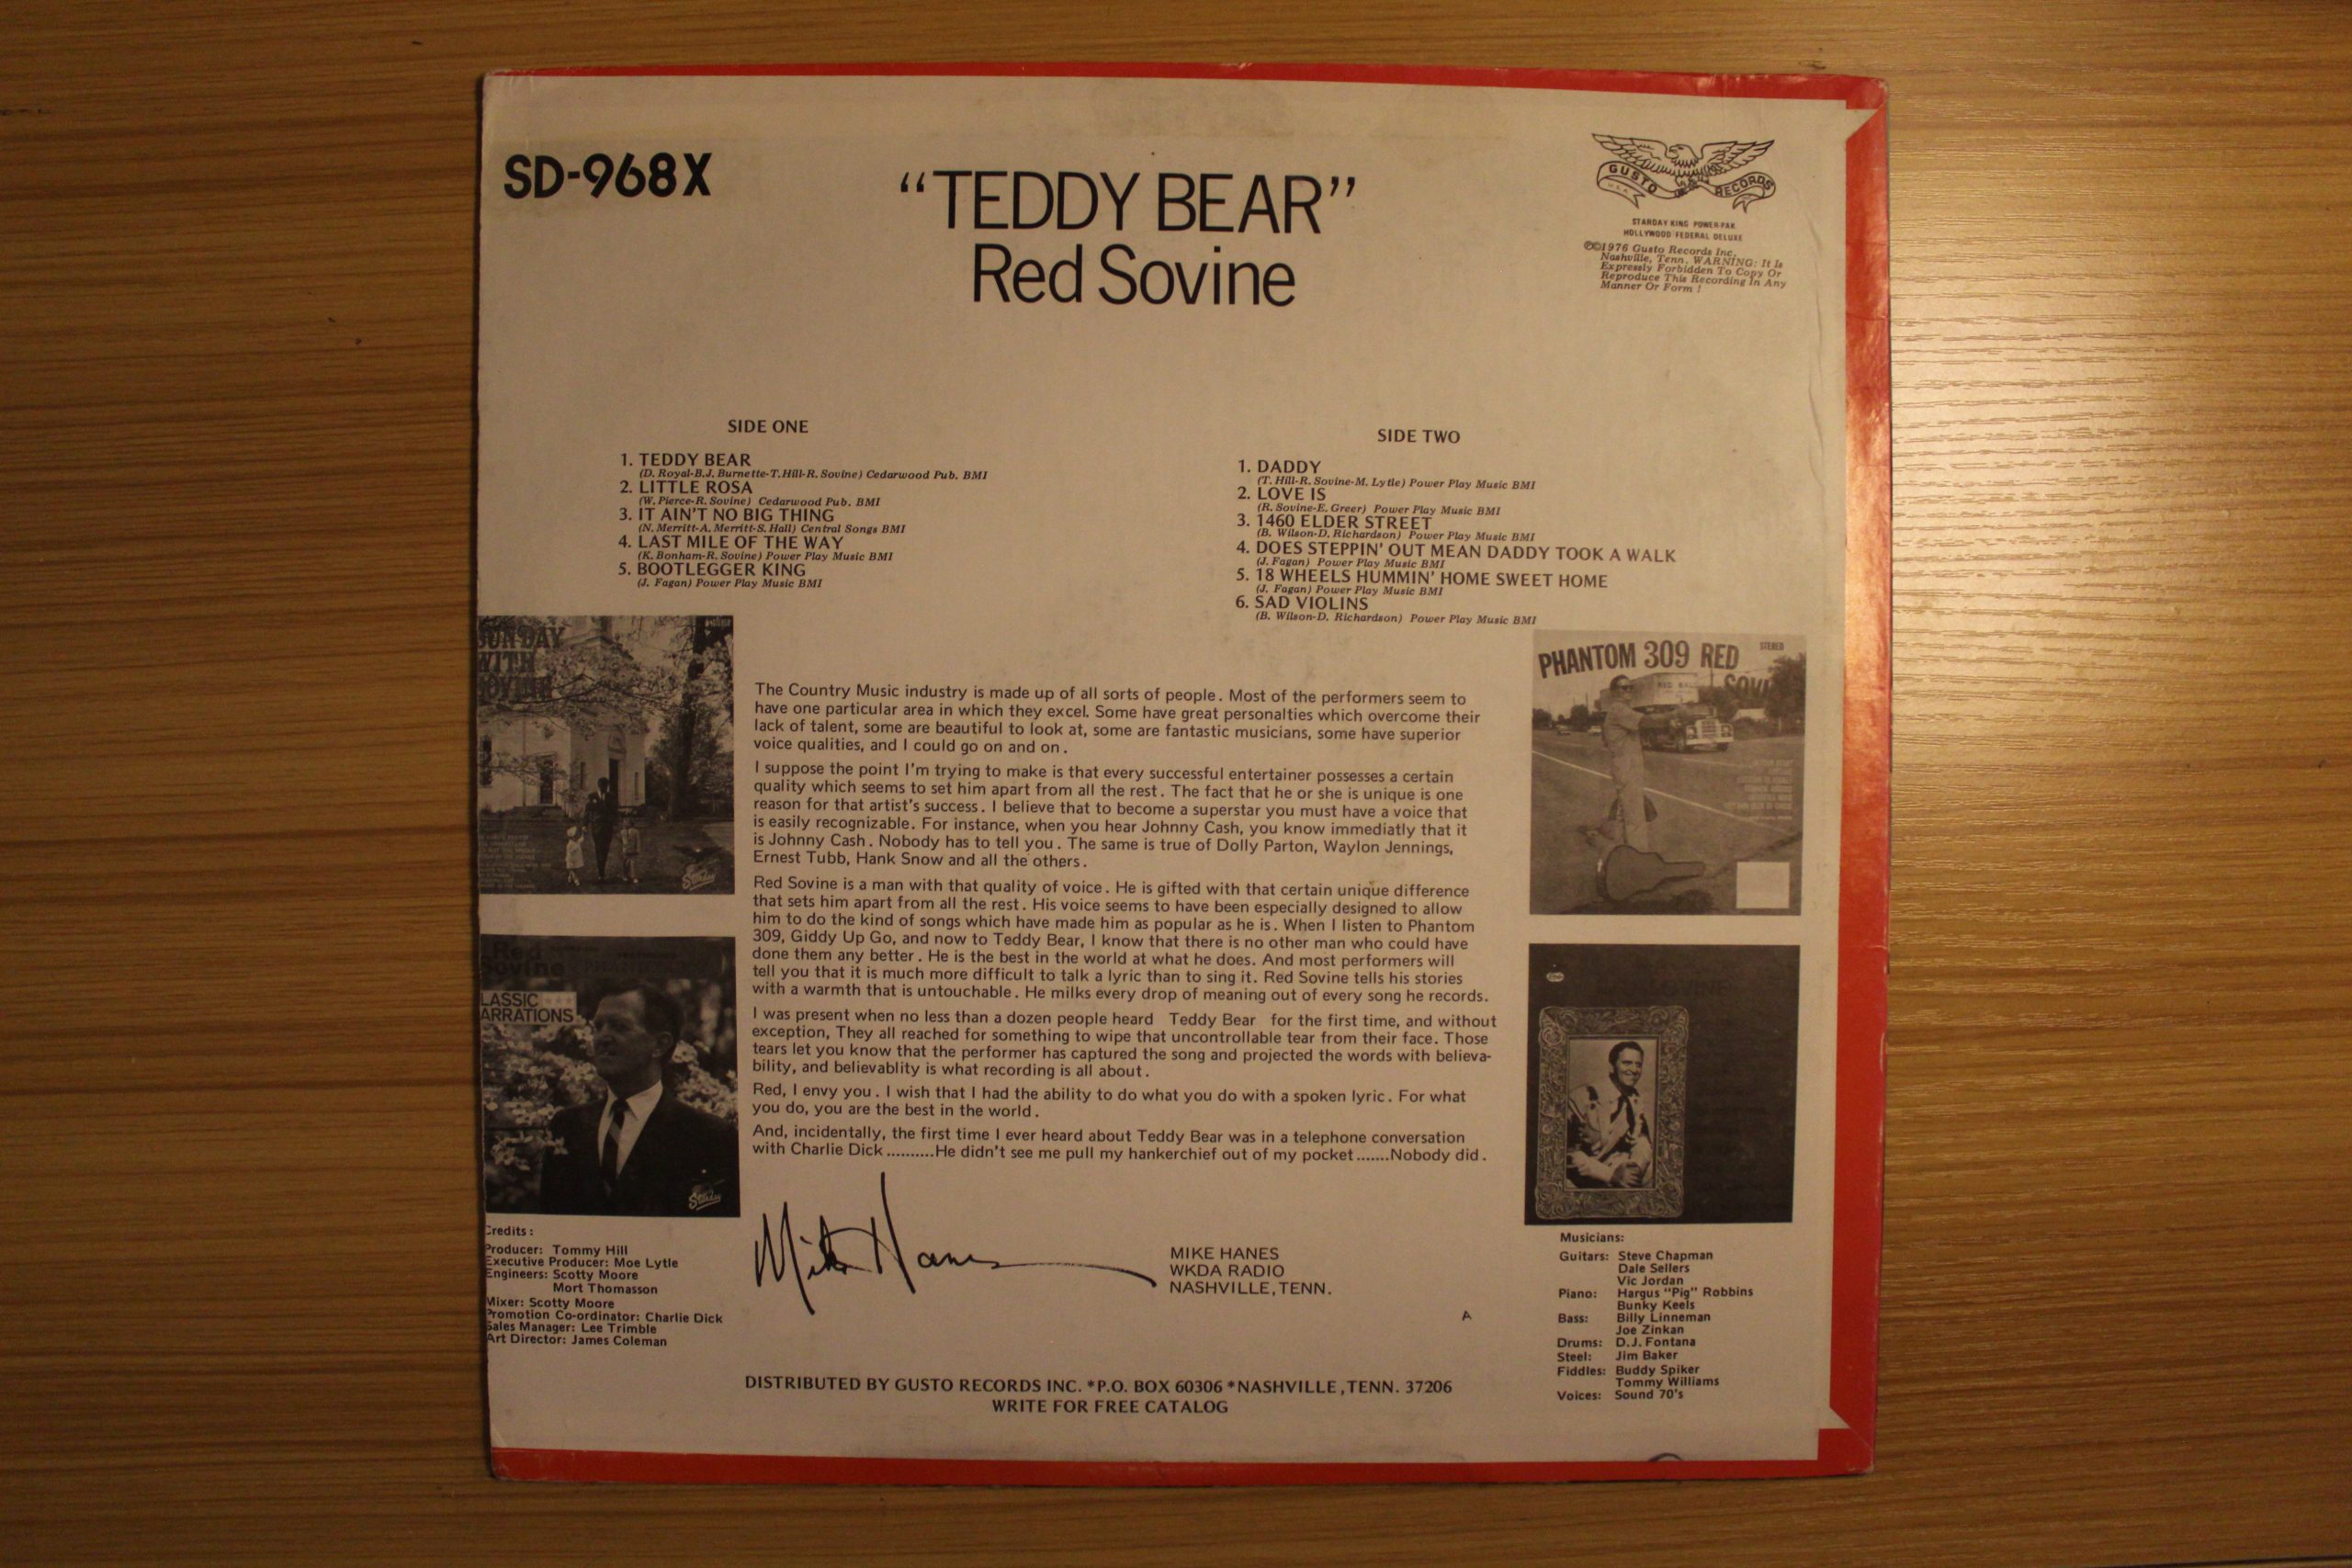 SD-968X
"TEDDY BEAR"
Red Sovine
GUSTO RECORDS
U.S.A.
STARDAY KING POWER-PAK
HOLLYWOOD FEDERAL DELUXE
℗©1976 Gusto Records Inc.
Nashville, Tenn. WARNING: It Is
Expressly Forbidden To Copy Or
Reproduce This Recording In Any
Manner Or Form !
SIDE ONE
1. TEDDY BEAR
(D. Royal-B.J. Burnette-T.Hill-R. Sovine) Cedarwood Pub. BMI
2. LITTLE ROSA
(W. Pierce-R. Sovine) Cedarwood Pub. BMI
3. IT AIN'T NO BIG THING
(N. Merritt-A. Merritt-S. Hall) Central Songs BMI
4. LAST MILE OF THE WAY
(K. Bonham-R. Sovine) Power Play Music BMI
5. BOOTLEGGER KING
(J. Fagan) Power Play Music BMI
SIDE TWO
1. DADDY
(T. Hill-R. Sovine-M. Lytle) Power Play Music BMI
2. LOVE IS
(R. Sovine-E. Greer) Power Play Music BMI
3. 1460 ELDER STREET
(B. Wilson-D. Richardson) Power Play Music BMI
4. DOES STEPPIN' OUT MEAN DADDY TOOK A WALK
(J. Fagan) Power Play Music BMI
5. 18 WHEELS HUMMIN' HOME SWEET HOME
(J. Fagan) Power Play Music BMI
6. SAD VIOLINS
(B. Wilson-D. Richardson) Power Play Music BMI
SUNDAY
WITH
SOVINE
Starday
PHANTOM 309 RED
STEREO
SOVI
The Country Music industry is made up of all sorts of people. Most of the performers seem to
have one particular area in which they excel. Some have great personalties which overcome their
lack of talent, some are beautiful to look at, some are fantastic musicians, some have superior
voice qualities, and I could go on and on.
I suppose the point I'm trying to make is that every successful entertainer possesses a certain
quality which seems to set him apart from all the rest. The fact that he or she is unique is one
reason for that artist's success. I believe that to become a superstar you must have a voice that
is easily recognizable. For instance, when you hear Johnny Cash, you know immediatly that it
is Johnny Cash. Nobody has to tell you. The same is true of Dolly Parton, Waylon Jennings,
Ernest Tubb, Hank Snow and all the others.
Red Sovine is a man with that quality of voice. He is gifted with that certain unique difference
that sets him apart from all the rest. His voice seems to have been especially designed to allow
him to do the kind of songs which have made him as popular as he is. When I listen to Phantom
309, Giddy Up Go, and now to Teddy Bear, I know that there is no other man who could have
done them any better. He is the best in the world at what he does. And most performers will
tell you that it is much more difficult to talk a lyric than to sing it. Red Sovine tells his stories
with a warmth that is untouchable. He milks every drop of meaning out of every song he records.
I was present when no less than a dozen people heard Teddy Bear for the first time, and without
exception, They all reached for something to wipe that uncontrollable tear from their face. Those
tears let you know that the performer has captured the song and projected the words with believa-
bility, and believablity is what recording is all about.
Red, I envy you. I wish that I had the ability to do what you do with a spoken lyric. For what
you do, you are the best in the world.
And, incidentally, the first time I ever heard about Teddy Bear was in a telephone conversation
with Charlie Dick..........He didn't see me pull my hankerchief out of my pocket.......Nobody did.
Red
Sovine
LASSIC
ARRATIONS
Starday
Mike Hanes
MIKE HANES
WKDA RADIO
NASHVILLE, TENN.
A
Credits:
Producer: Tommy Hill
Executive Producer: Moe Lytle
Engineers: Scotty Moore
Mort Thomasson
Mixer: Scotty Moore
Promotion Co-ordinator: Charlie Dick
Sales Manager: Lee Trimble
Art Director: James Coleman
Musicians:
Guitars: Steve Chapman
Dale Sellers
Vic Jordan
Piano: Hargus "Pig" Robbins
Bunky Keels
Bass: Billy Linneman
Joe Zinkan
Drums: D.J. Fontana
Steel: Jim Baker
Fiddles: Buddy Spiker
Tommy Williams
Voices: Sound 70's
DISTRIBUTED BY GUSTO RECORDS INC. *P.O. BOX 60306 *NASHVILLE, TENN. 37206
WRITE FOR FREE CATALOG